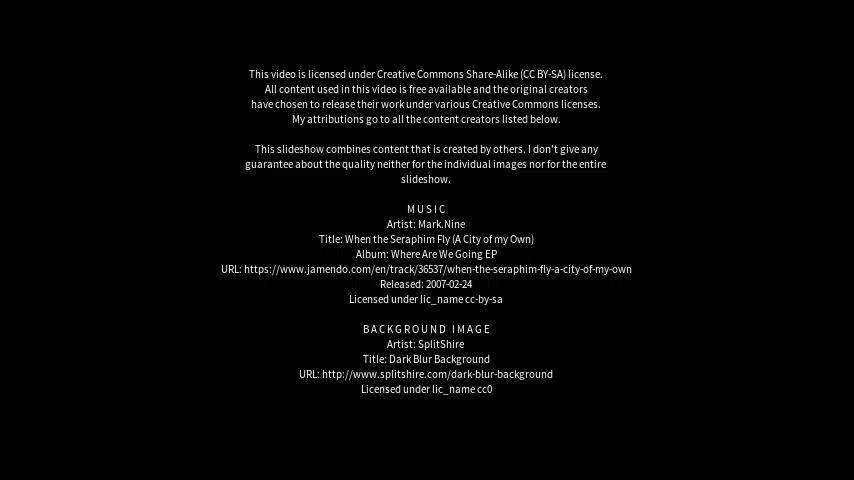 This video is licensed under Creative Commons Share-Alike (CC BY-SA) license.
All content used in this video is free available and the original creators
have chosen to release their work under various Creative Commons licenses.
My attributions go to all the content creators listed below.
This slideshow combines content that is created by others. I don't give any
guarantee about the quality neither for the individual images nor for the entire
slideshow.
MUSIC
Artist: Mark.Nine
Title: When the Seraphim Fly (A City of my Own)
Album: Where Are We Going EP
URL: https://www.jamendo.com/en/track/36537/when-the-seraphim-fly-a-city-of-my-own
Released: 2007-02-24
Licensed under lic_name cc-by-sa
BACKGROUND IMAGE
Artist: SplitShire
Title: Dark Blur Background
URL: http://www.splitshire.com/dark-blur-background
Licensed under lic_name cc0